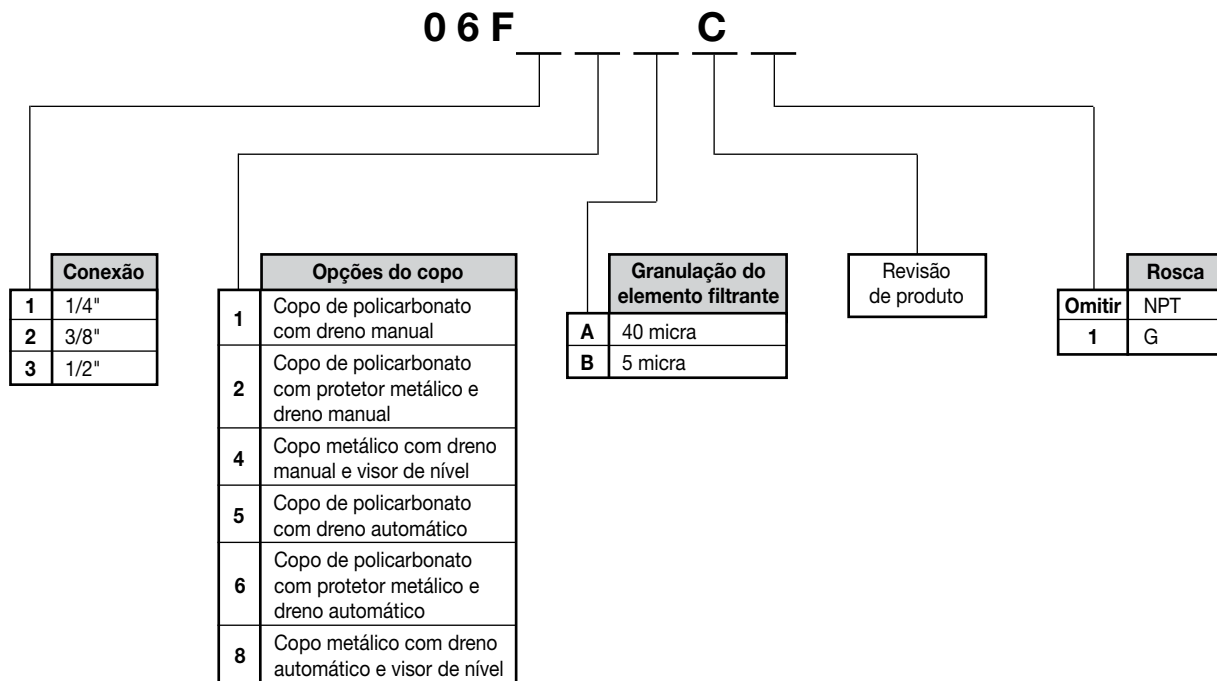 0 6 F C
Conexão
1 1/4"
2 3/8"
3 1/2"
Opções do copo
1 Copo de policarbonato
com dreno manual
2 Copo de policarbonato
com protetor metálico e
dreno manual
4 Copo metálico com dreno
manual e visor de nível
5 Copo de policarbonato
com dreno automático
6 Copo de policarbonato
com protetor metálico e
dreno automático
8 Copo metálico com dreno
automático e visor de nível
Granulação do
elemento filtrante
A 40 micra
B 5 micra
Revisão
de produto
Rosca
Omitir NPT
1 G